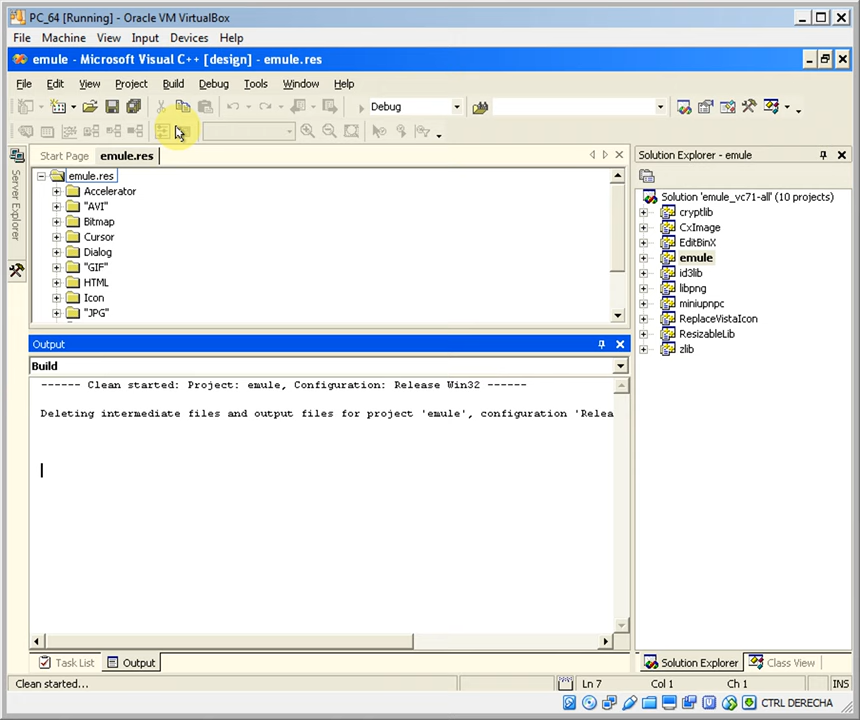 PC_64 [Running] - Oracle VM VirtualBox
File Machine View Input Devices Help
emule - Microsoft Visual C++ [design] - emule.res
File Edit View Project Build Debug Tools Window Help
Debug
Start Page emule.res
Server Explorer
emule.res
Accelerator
"AVI"
Bitmap
Cursor
Dialog
"GIF"
HTML
Icon
"JPG"
Output
Build
------ Clean started: Project: emule, Configuration: Release Win32 ------
Deleting intermediate files and output files for project 'emule', configuration 'Relea
Task List Output
Solution Explorer - emule
Solution 'emule_vc71-all' (10 projects)
cryptlib
CxImage
EditBinX
emule
id3lib
libpng
miniupnpc
ReplaceVistaIcon
ResizableLib
zlib
Solution Explorer Class View
Clean started... Ln 7 Col 1 Ch 1 INS
CTRL DERECHA